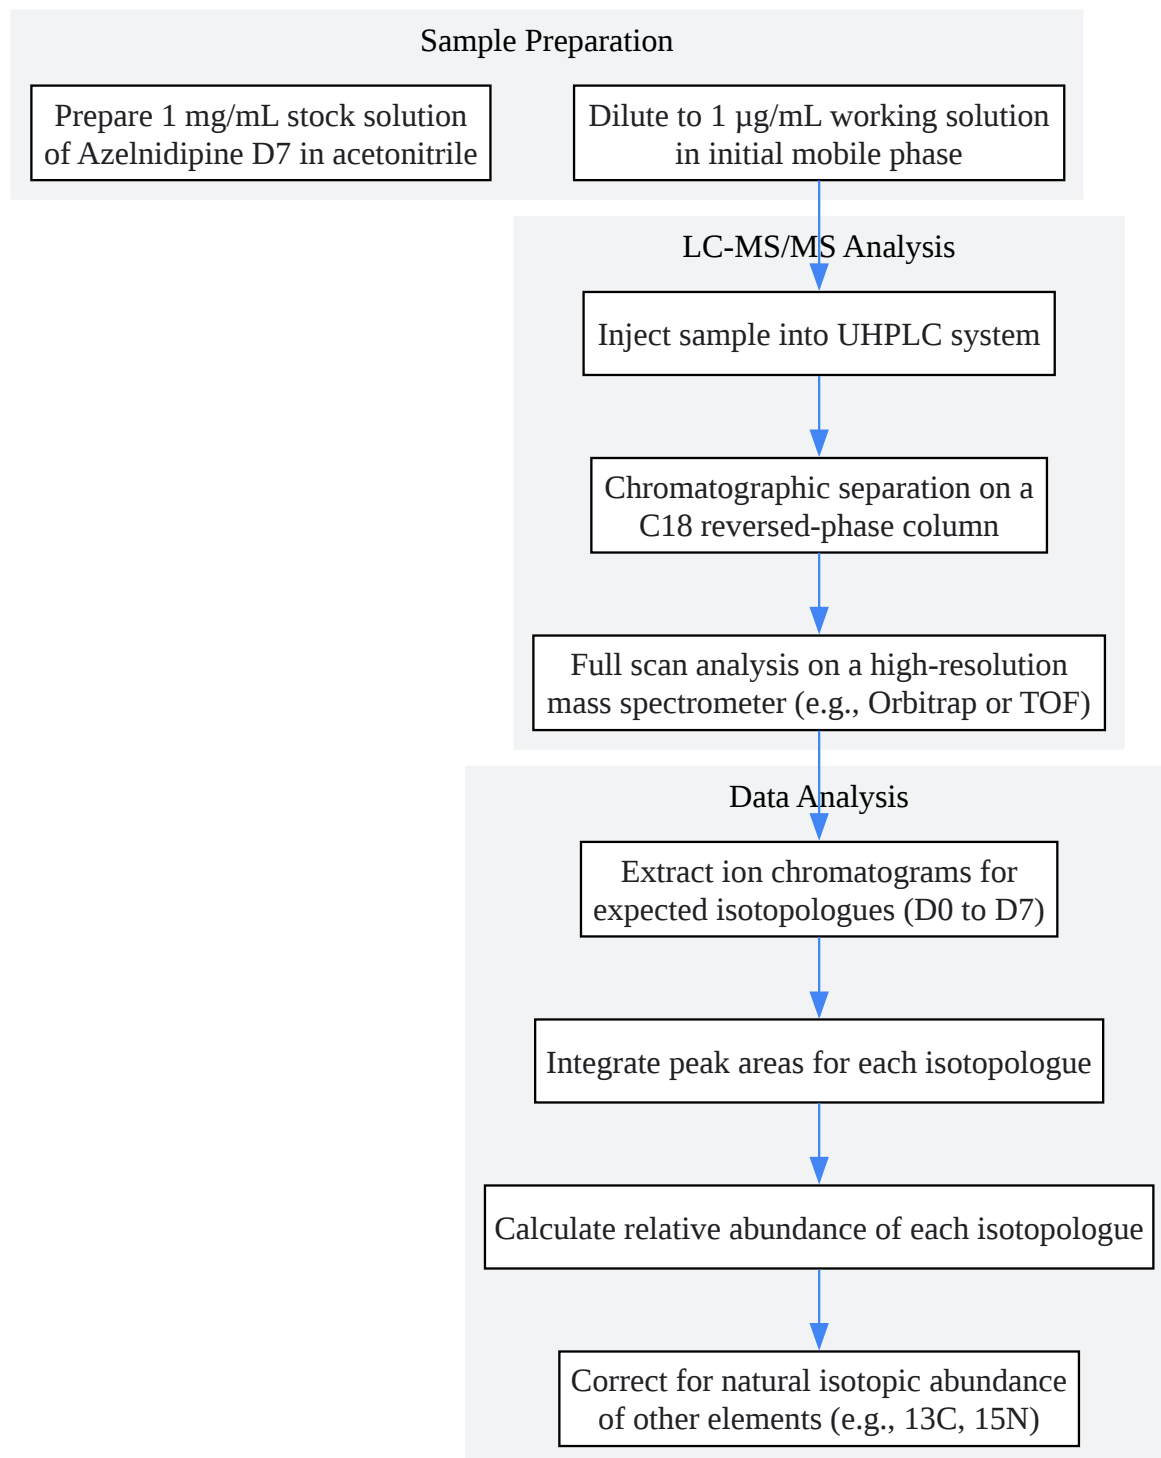 Sample Preparation
Prepare 1 mg/mL stock solution
of Azelnidipine D7 in acetonitrile
Dilute to 1 µg/mL working solution
in initial mobile phase
LC-MS/MS Analysis
Inject sample into UHPLC system
Chromatographic separation on a
C18 reversed-phase column
Full scan analysis on a high-resolution
mass spectrometer (e.g., Orbitrap or TOF)
Data Analysis
Extract ion chromatograms for
expected isotopologues (D0 to D7)
Integrate peak areas for each isotopologue
Calculate relative abundance of each isotopologue
Correct for natural isotopic abundance
of other elements (e.g., 13C, 15N)